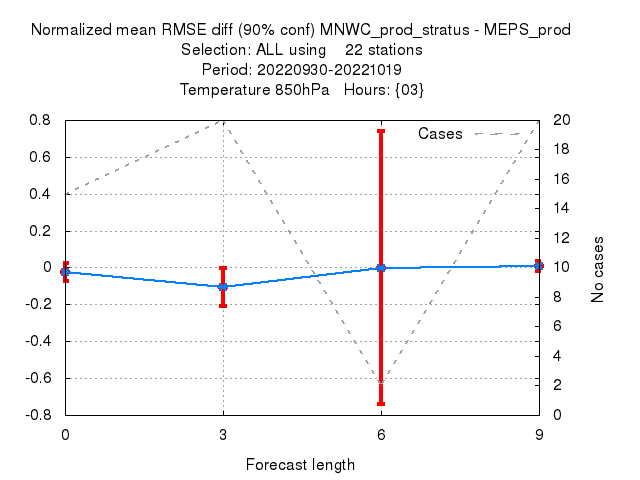 Normalized mean RMSE diff (90% conf) MNWC_prod_stratus - MEPS_prod
Selection: ALL using 22 stations
Period: 20220930-20221019
Temperature 850hPa Hours: {03}
Cases
0.8
0.6
0.4
0.2
0
-0.2
-0.4
-0.6
-0.8
20
18
16
14
12
10
8
6
4
2
0
No cases
0 3 6 9
Forecast length